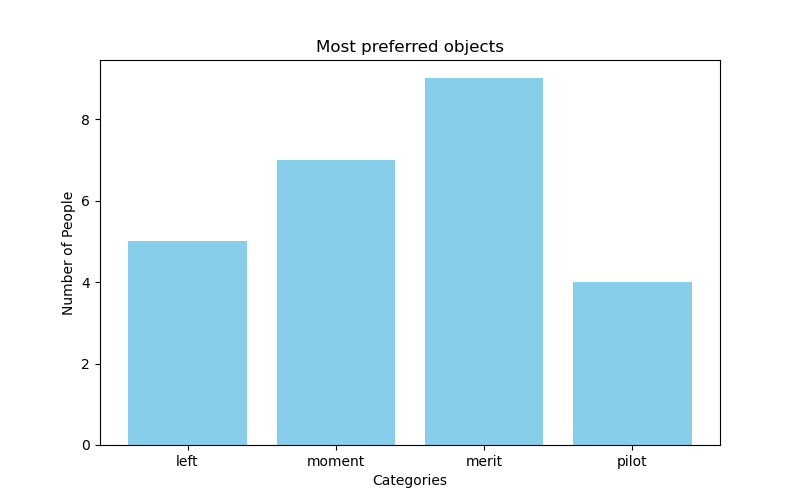 Most preferred objects
Number of People
8
6
4
2
0
left moment merit pilot
Categories